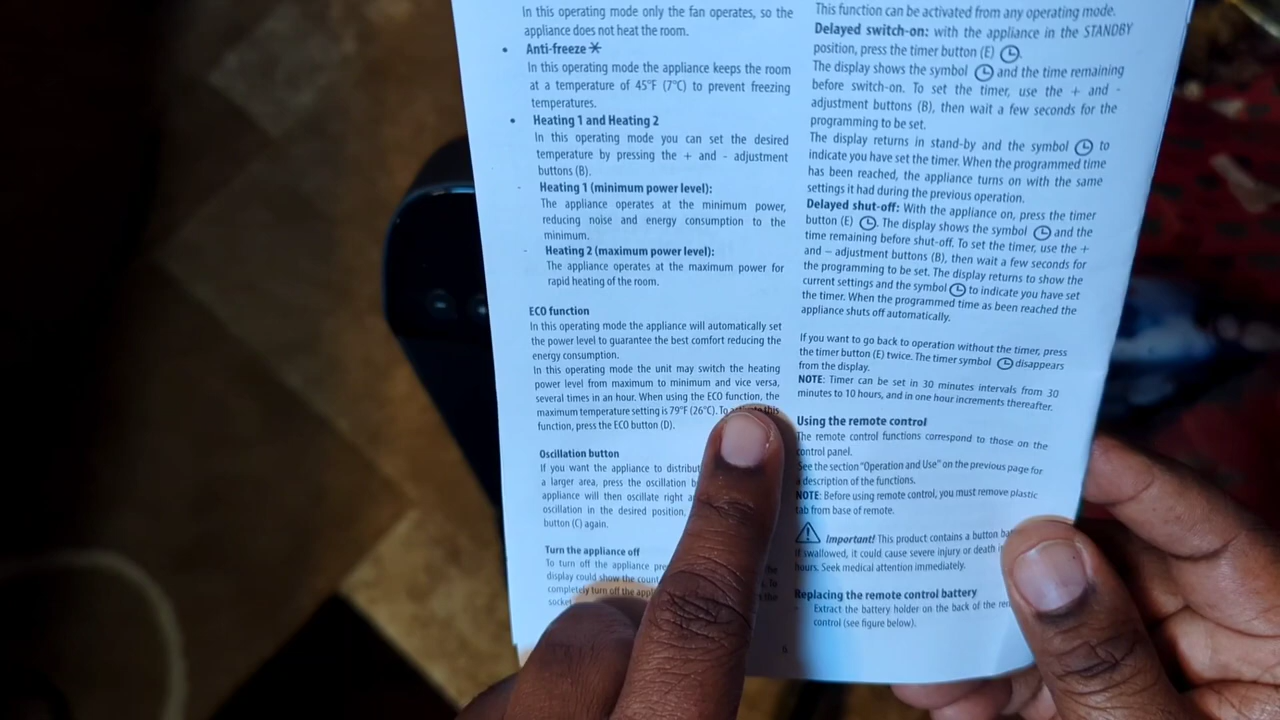 In this operating mode only the fan operates, so the
appliance does not heat the room.
• Anti-freeze
In this operating mode the appliance keeps the room
at a temperature of 45°F (7°C) to prevent freezing
temperatures.
• Heating 1 and Heating 2
In this operating mode you can set the desired
temperature by pressing the + and - adjustment
buttons (B).
- Heating 1 (minimum power level):
The appliance operates at the minimum power,
reducing noise and energy consumption to the
minimum.
- Heating 2 (maximum power level):
The appliance operates at the maximum power for
rapid heating of the room.
ECO function
In this operating mode the appliance will automatically set
the power level to guarantee the best comfort reducing the
energy consumption.
In this operating mode the unit may switch the heating
power level from maximum to minimum and vice versa,
several times in an hour. When using the ECO function, the
maximum temperature setting is 79°F (26°C). To this
function, press the ECO button (D).
Oscillation button
If you want the appliance to
a larger area, press the oscillation
appliance will then oscillate right
oscillation in the desired position,
button (C) again.
Turn the appliance off
To turn off the appliance
display could show the
completely turn off the the
socket
6
This function can be activated from any operating mode.
Delayed switch-on: with the appliance in the STANDBY
position, press the timer button (E) .
The display shows the symbol and the time remaining
before switch-on. To set the timer, use the + and -
adjustment buttons (B), then wait a few seconds for the
programming to be set.
The display returns in stand-by and the symbol to
indicate you have set the timer. When the programmed time
has been reached, the appliance turns on with the same
settings it had during the previous operation.
Delayed shut-off: With the appliance on, press the timer
button (E) . The display shows the symbol and the
time remaining before shut-off. To set the timer, use the +
and – adjustment buttons (B), then wait a few seconds for
the programming to be set. The display returns to show the
current settings and the symbol to indicate you have set
the timer. When the programmed time as been reached the
appliance shuts off automatically.
If you want to go back to operation without the timer, press
the timer button (E) twice. The timer symbol disappears
from the display.
NOTE: Timer can be set in 30 minutes intervals from 30
minutes to 10 hours, and in one hour increments thereafter.
Using the remote control
The remote control functions correspond to those on the
control panel.
See the section "Operation and Use" on the previous page for
a description of the functions.
NOTE: Before using remote control, you must remove plastic
tab from base of remote.
Important! This product contains a button
If swallowed, it could cause severe injury or death
hours. Seek medical attention immediately.
Replacing the remote control battery
- Extract the battery holder on the back of the
control (see figure below).